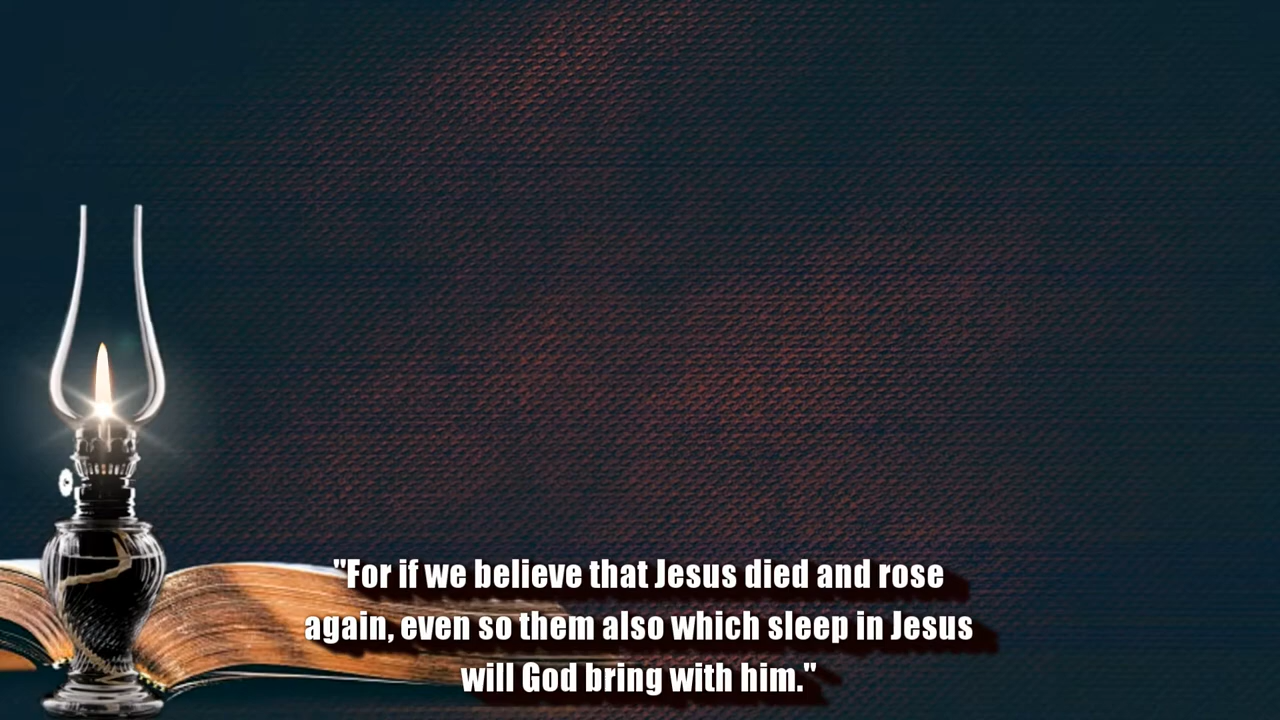 "For if we believe that Jesus died and rose
again, even so them also which sleep in Jesus
will God bring with him."